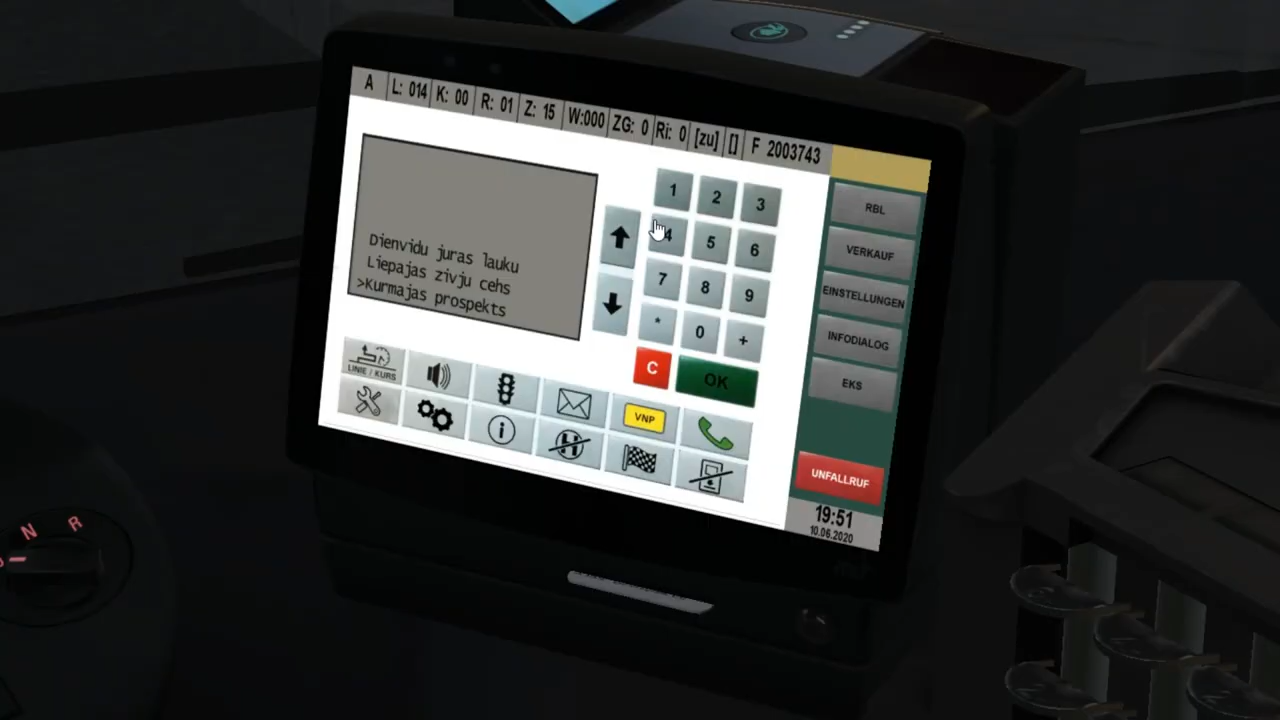 A L: 014 K: 00 R: 01 Z: 15 W:000 ZG: 0 Ri: 0 [zu] [] F 2003743
Dienvidu juras lauku
Liepajas zivju cehs
>Kurmajas prospekts
1 2 3
4 5 6
7 8 9
* 0 +
C OK
LINIE / KURS
VNP
i
H
RBL
VERKAUF
EINSTELLUNGEN
INFODIALOG
EKS
UNFALLRUF
19:51
10.06.2020
N R